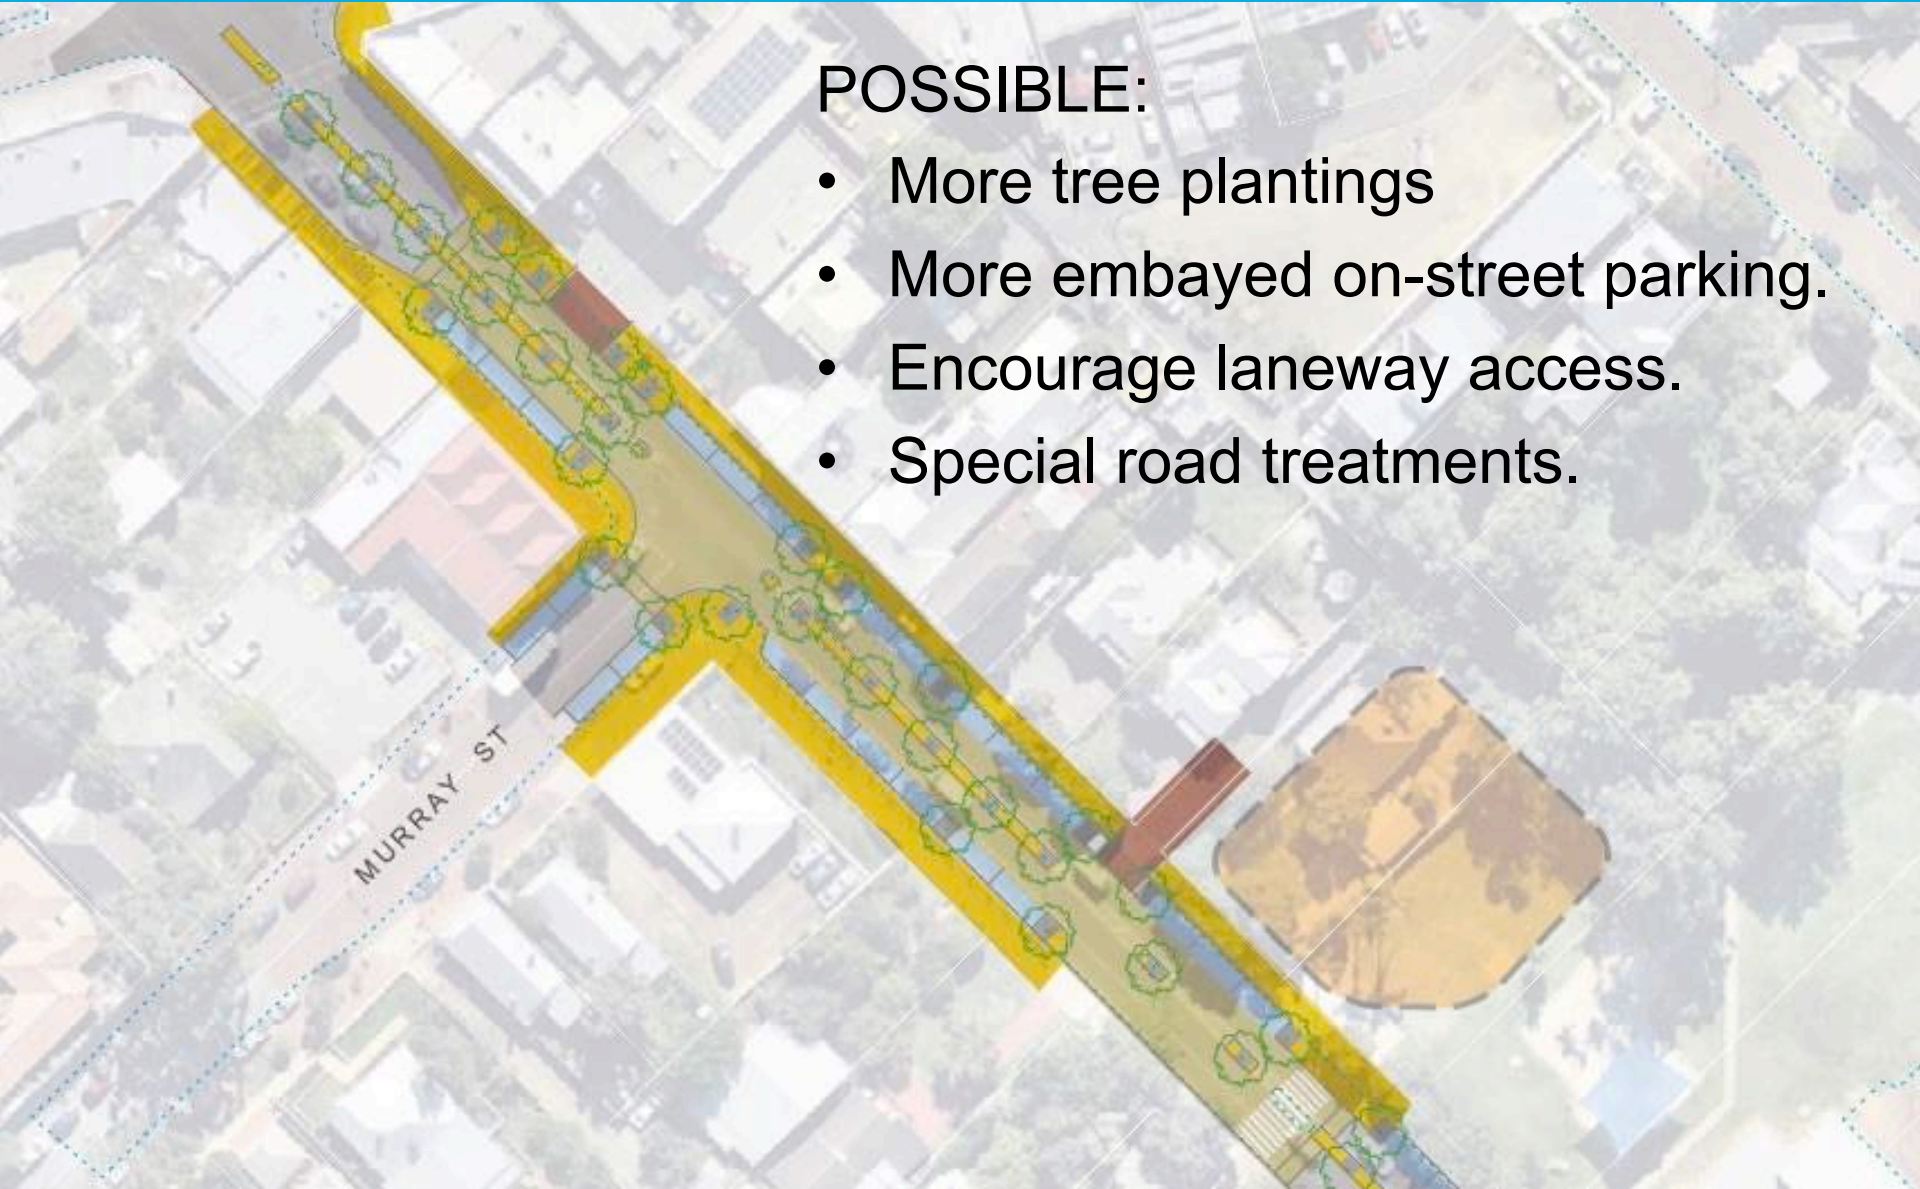 POSSIBLE:
• More tree plantings
• More embayed on-street parking.
• Encourage laneway access.
• Special road treatments.
MURRAY ST